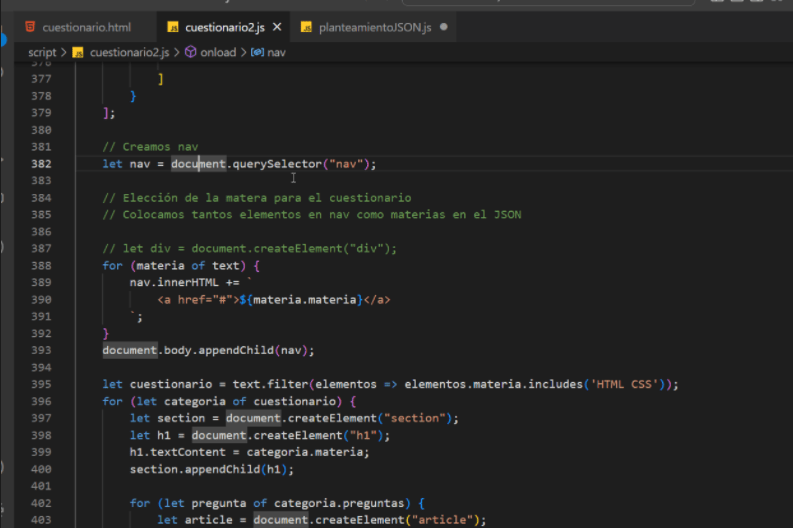 cuestionario.html
cuestionario2.js
planteamientoJSON.js
script > cuestionario2.js > onload > nav
376
377 ]
378 }
379 ];
380
381 // Creamos nav
382 let nav = document.querySelector("nav");
383
384 // Elección de la matera para el cuestionario
385 // Colocamos tantos elementos en nav como materias en el JSON
386
387 // let div = document.createElement("div");
388 for (materia of text) {
389 nav.innerHTML += `
390 <a href="#">${materia.materia}</a>
391 `;
392 }
393 document.body.appendChild(nav);
394
395 let cuestionario = text.filter(elementos => elementos.materia.includes('HTML CSS'));
396 for (let categoria of cuestionario) {
397 let section = document.createElement("section");
398 let h1 = document.createElement("h1");
399 h1.textContent = categoria.materia;
400 section.appendChild(h1);
401
402 for (let pregunta of categoria.preguntas) {
403 let article = document.createElement("article");